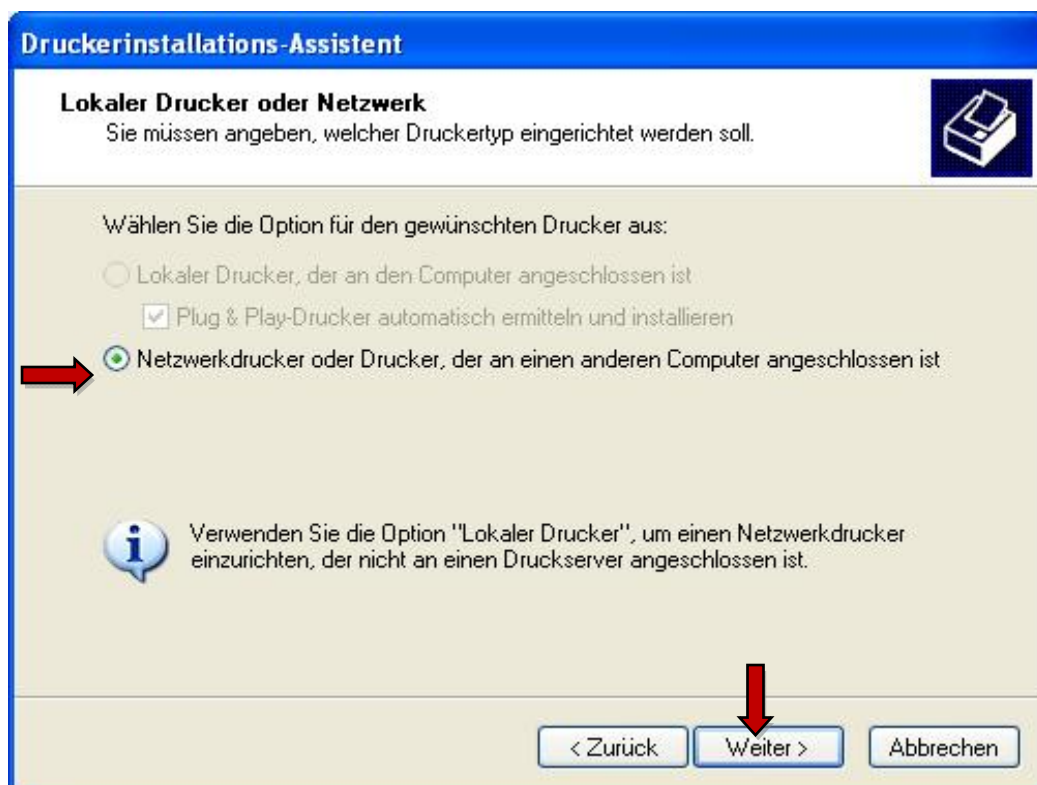 Druckerinstallations-Assistent
Lokaler Drucker oder Netzwerk
Sie müssen angeben, welcher Druckertyp eingerichtet werden soll.
Wählen Sie die Option für den gewünschten Drucker aus:
Lokaler Drucker, der an den Computer angeschlossen ist
Plug & Play-Drucker automatisch ermitteln und installieren
Netzwerkdrucker oder Drucker, der an einen anderen Computer angeschlossen ist
Verwenden Sie die Option "Lokaler Drucker", um einen Netzwerkdrucker
einzurichten, der nicht an einen Druckserver angeschlossen ist.
< Zurück Weiter > Abbrechen